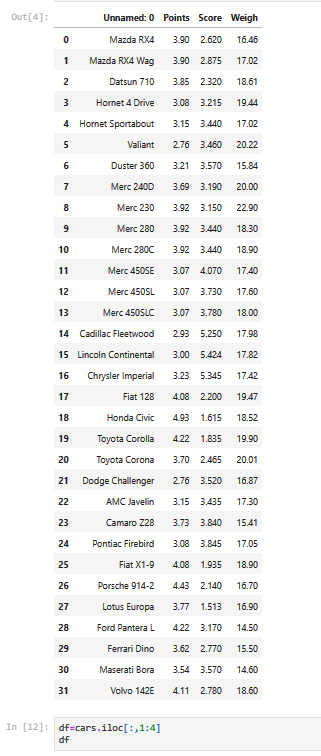 Out[4]: Unnamed: 0 Points Score Weigh
0 Mazda RX4 3.90 2.620 16.46
1 Mazda RX4 Wag 3.90 2.875 17.02
2 Datsun 710 3.85 2.320 18.61
3 Hornet 4 Drive 3.08 3.215 19.44
4 Hornet Sportabout 3.15 3.440 17.02
5 Valiant 2.76 3.460 20.22
6 Duster 360 3.21 3.570 15.84
7 Merc 240D 3.69 3.190 20.00
8 Merc 230 3.92 3.150 22.90
9 Merc 280 3.92 3.440 18.30
10 Merc 280C 3.92 3.440 18.90
11 Merc 450SE 3.07 4.070 17.40
12 Merc 450SL 3.07 3.730 17.60
13 Merc 450SLC 3.07 3.780 18.00
14 Cadillac Fleetwood 2.93 5.250 17.98
15 Lincoln Continental 3.00 5.424 17.82
16 Chrysler Imperial 3.23 5.345 17.42
17 Fiat 128 4.08 2.200 19.47
18 Honda Civic 4.93 1.615 18.52
19 Toyota Corolla 4.22 1.835 19.90
20 Toyota Corona 3.70 2.465 20.01
21 Dodge Challenger 2.76 3.520 16.87
22 AMC Javelin 3.15 3.435 17.30
23 Camaro Z28 3.73 3.840 15.41
24 Pontiac Firebird 3.08 3.845 17.05
25 Fiat X1-9 4.08 1.935 18.90
26 Porsche 914-2 4.43 2.140 16.70
27 Lotus Europa 3.77 1.513 16.90
28 Ford Pantera L 4.22 3.170 14.50
29 Ferrari Dino 3.62 2.770 15.50
30 Maserati Bora 3.54 3.570 14.60
31 Volvo 142E 4.11 2.780 18.60
In [12]: df=cars.iloc[:,1:4]
df